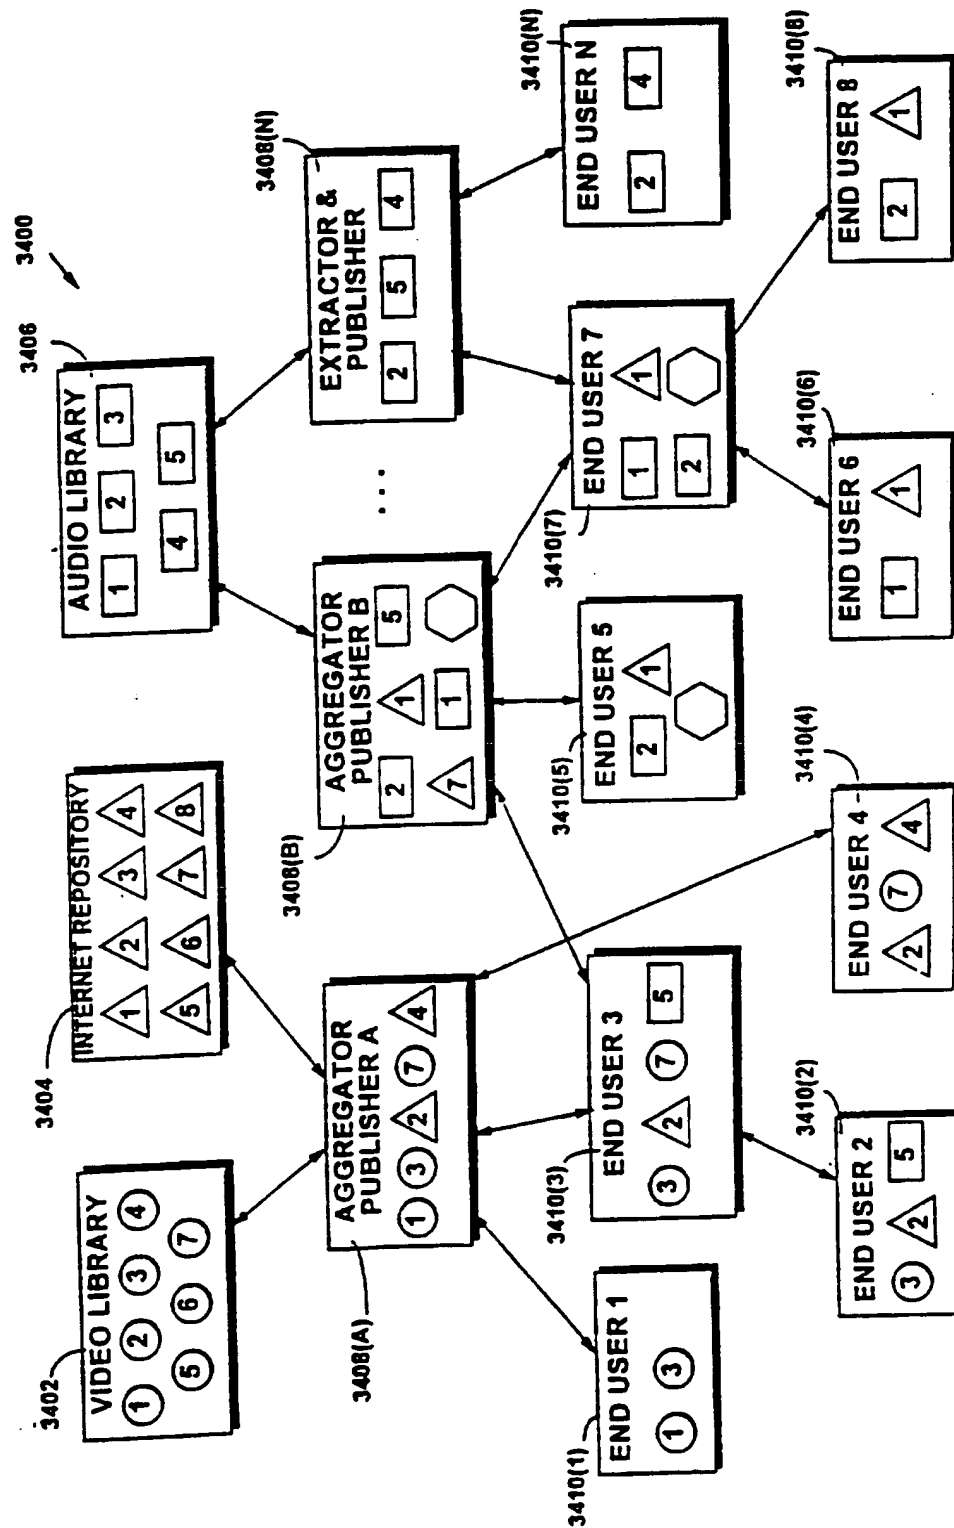 3400
3402
VIDEO LIBRARY
1 2 3 4
5 6 7
3404
INTERNET REPOSITORY
1 2 3 4
5 6 7 8
3406
AUDIO LIBRARY
1 2 3
4 5
3408(A)
AGGREGATOR
PUBLISHER A
1 3 2 7 4
3408(B)
AGGREGATOR
PUBLISHER B
2 1 5
7 1
...
3408(N)
EXTRACTOR &
PUBLISHER
2 5 4
3410(1)
END USER 1
1 3
3410(3)
END USER 3
3 2 7 5
3410(5)
END USER 5
2 1
3410(7)
END USER 7
1 1
2
3410(N)
END USER N
2 4
3410(2)
END USER 2
3 2 5
3410(4)
END USER 4
2 7 4
3410(6)
END USER 6
1 1
3410(8)
END USER 8
2 1